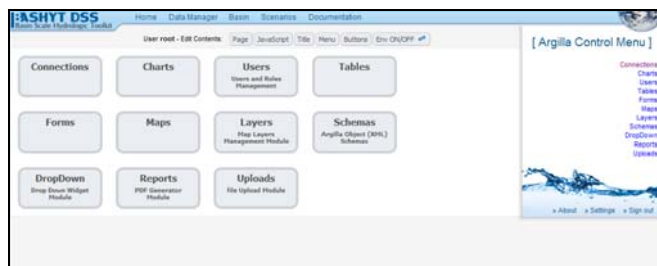 BASHYT DSS
Basin Scale Hydrologic Toolkit
Home Data Manager Basin Scenarios Documentation
User root - Edit Contents: Page JavaScript Title Menu Buttons Env ON/OFF
[ Argilla Control Menu ]
Connections
Charts
Users
Tables
Forms
Maps
Layers
Schemas
DropDown
Reports
Uploads
» About » Settings » Sign out
Connections
Charts
Users
Users and Rules
Management
Tables
Forms
Maps
Layers
Map Layers
Management Module
Schemas
Argilla Object (XML)
Schemas
DropDown
Drop Down Widget
Module
Reports
PDF Generator
Module
Uploads
File Upload Module